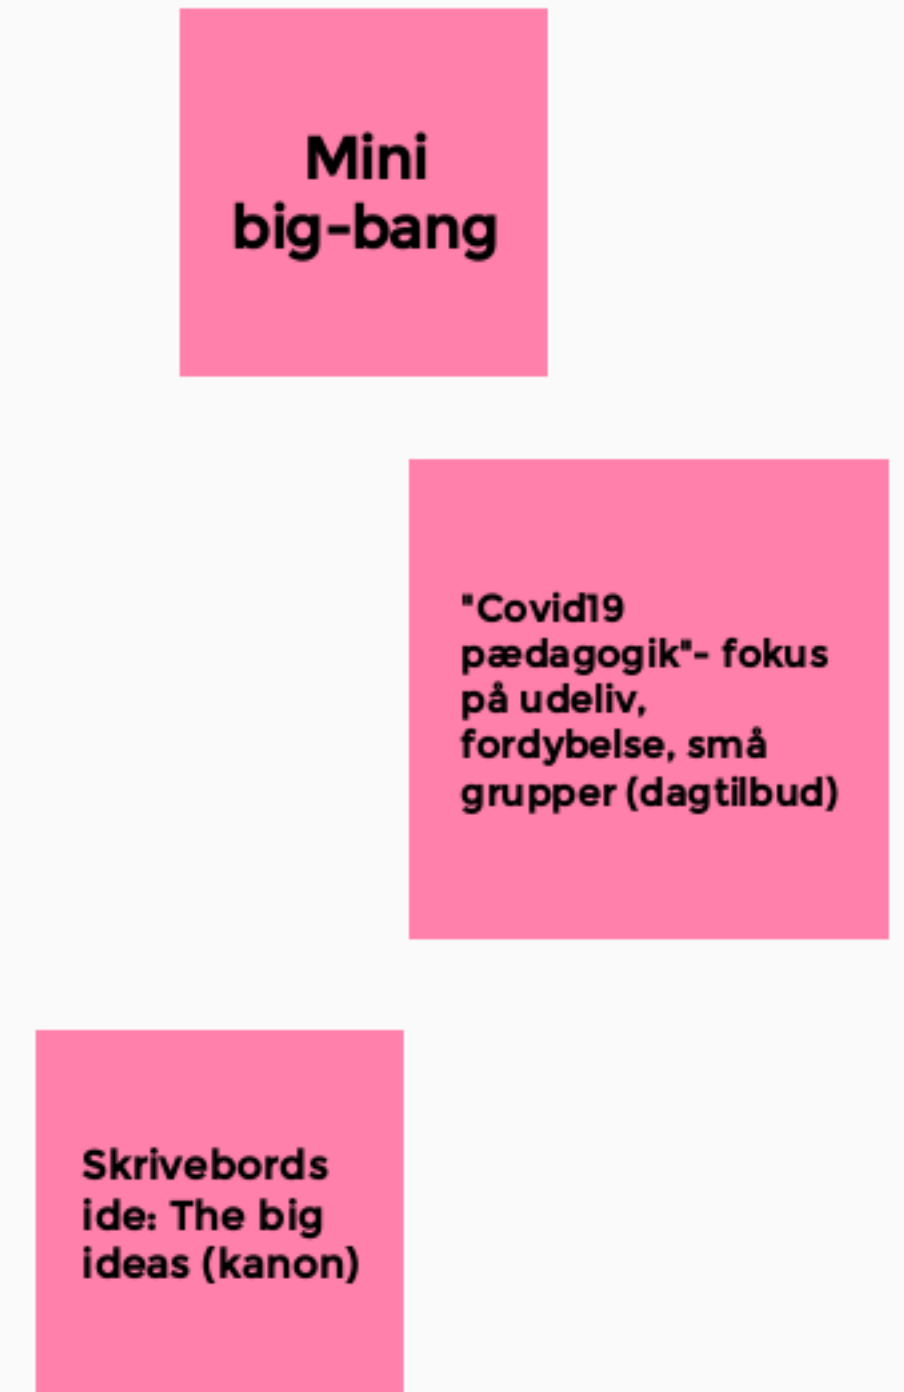 Mini
big-bang
"Covid19
pædagogik"- fokus
på udeliv,
fordybelse, små
grupper (dagtilbud)
Skrivebords
ide: The big
ideas (kanon)